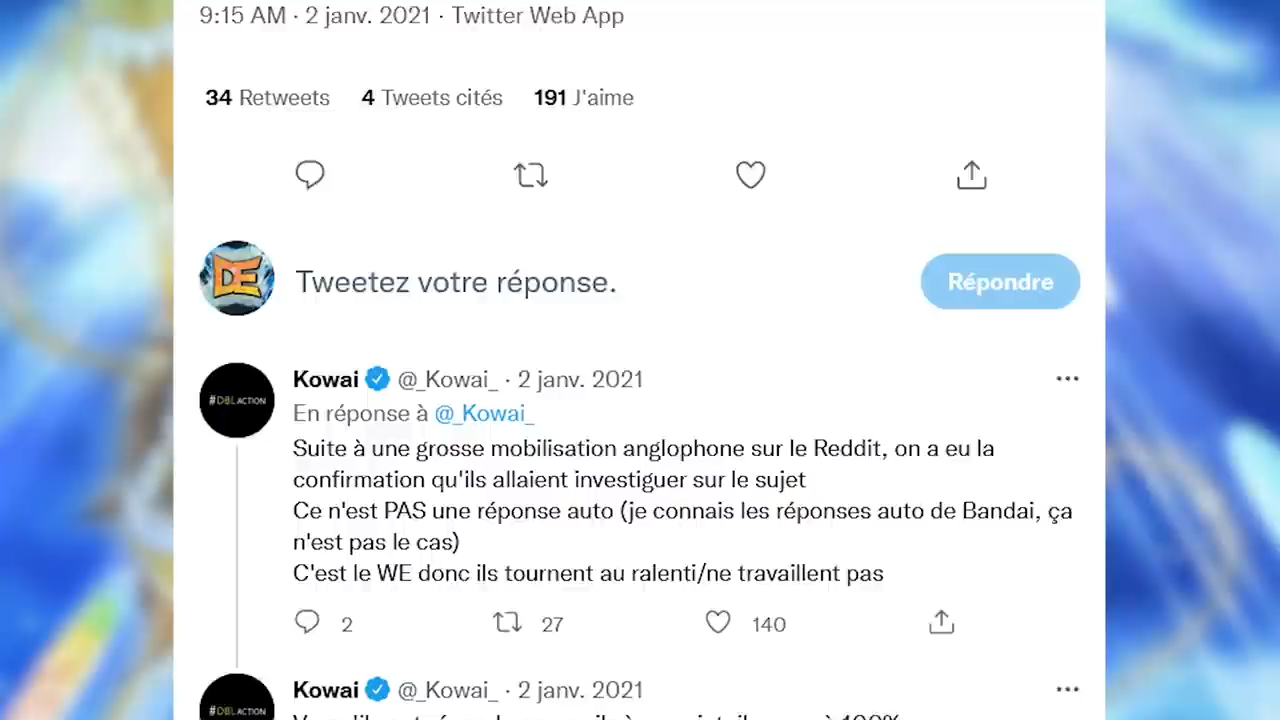 9:15 AM · 2 janv. 2021 · Twitter Web App
34 Retweets 4 Tweets cités 191 J'aime
DE
Tweetez votre réponse.
Répondre
Kowai @_Kowai_ · 2 janv. 2021
#DBLACTION
En réponse à @_Kowai_
Suite à une grosse mobilisation anglophone sur le Reddit, on a eu la
confirmation qu'ils allaient investiguer sur le sujet
Ce n'est PAS une réponse auto (je connais les réponses auto de Bandai, ça
n'est pas le cas)
C'est le WE donc ils tournent au ralenti/ne travaillent pas
2 27 140
Kowai @_Kowai_ · 2 janv. 2021
#DBLACTION